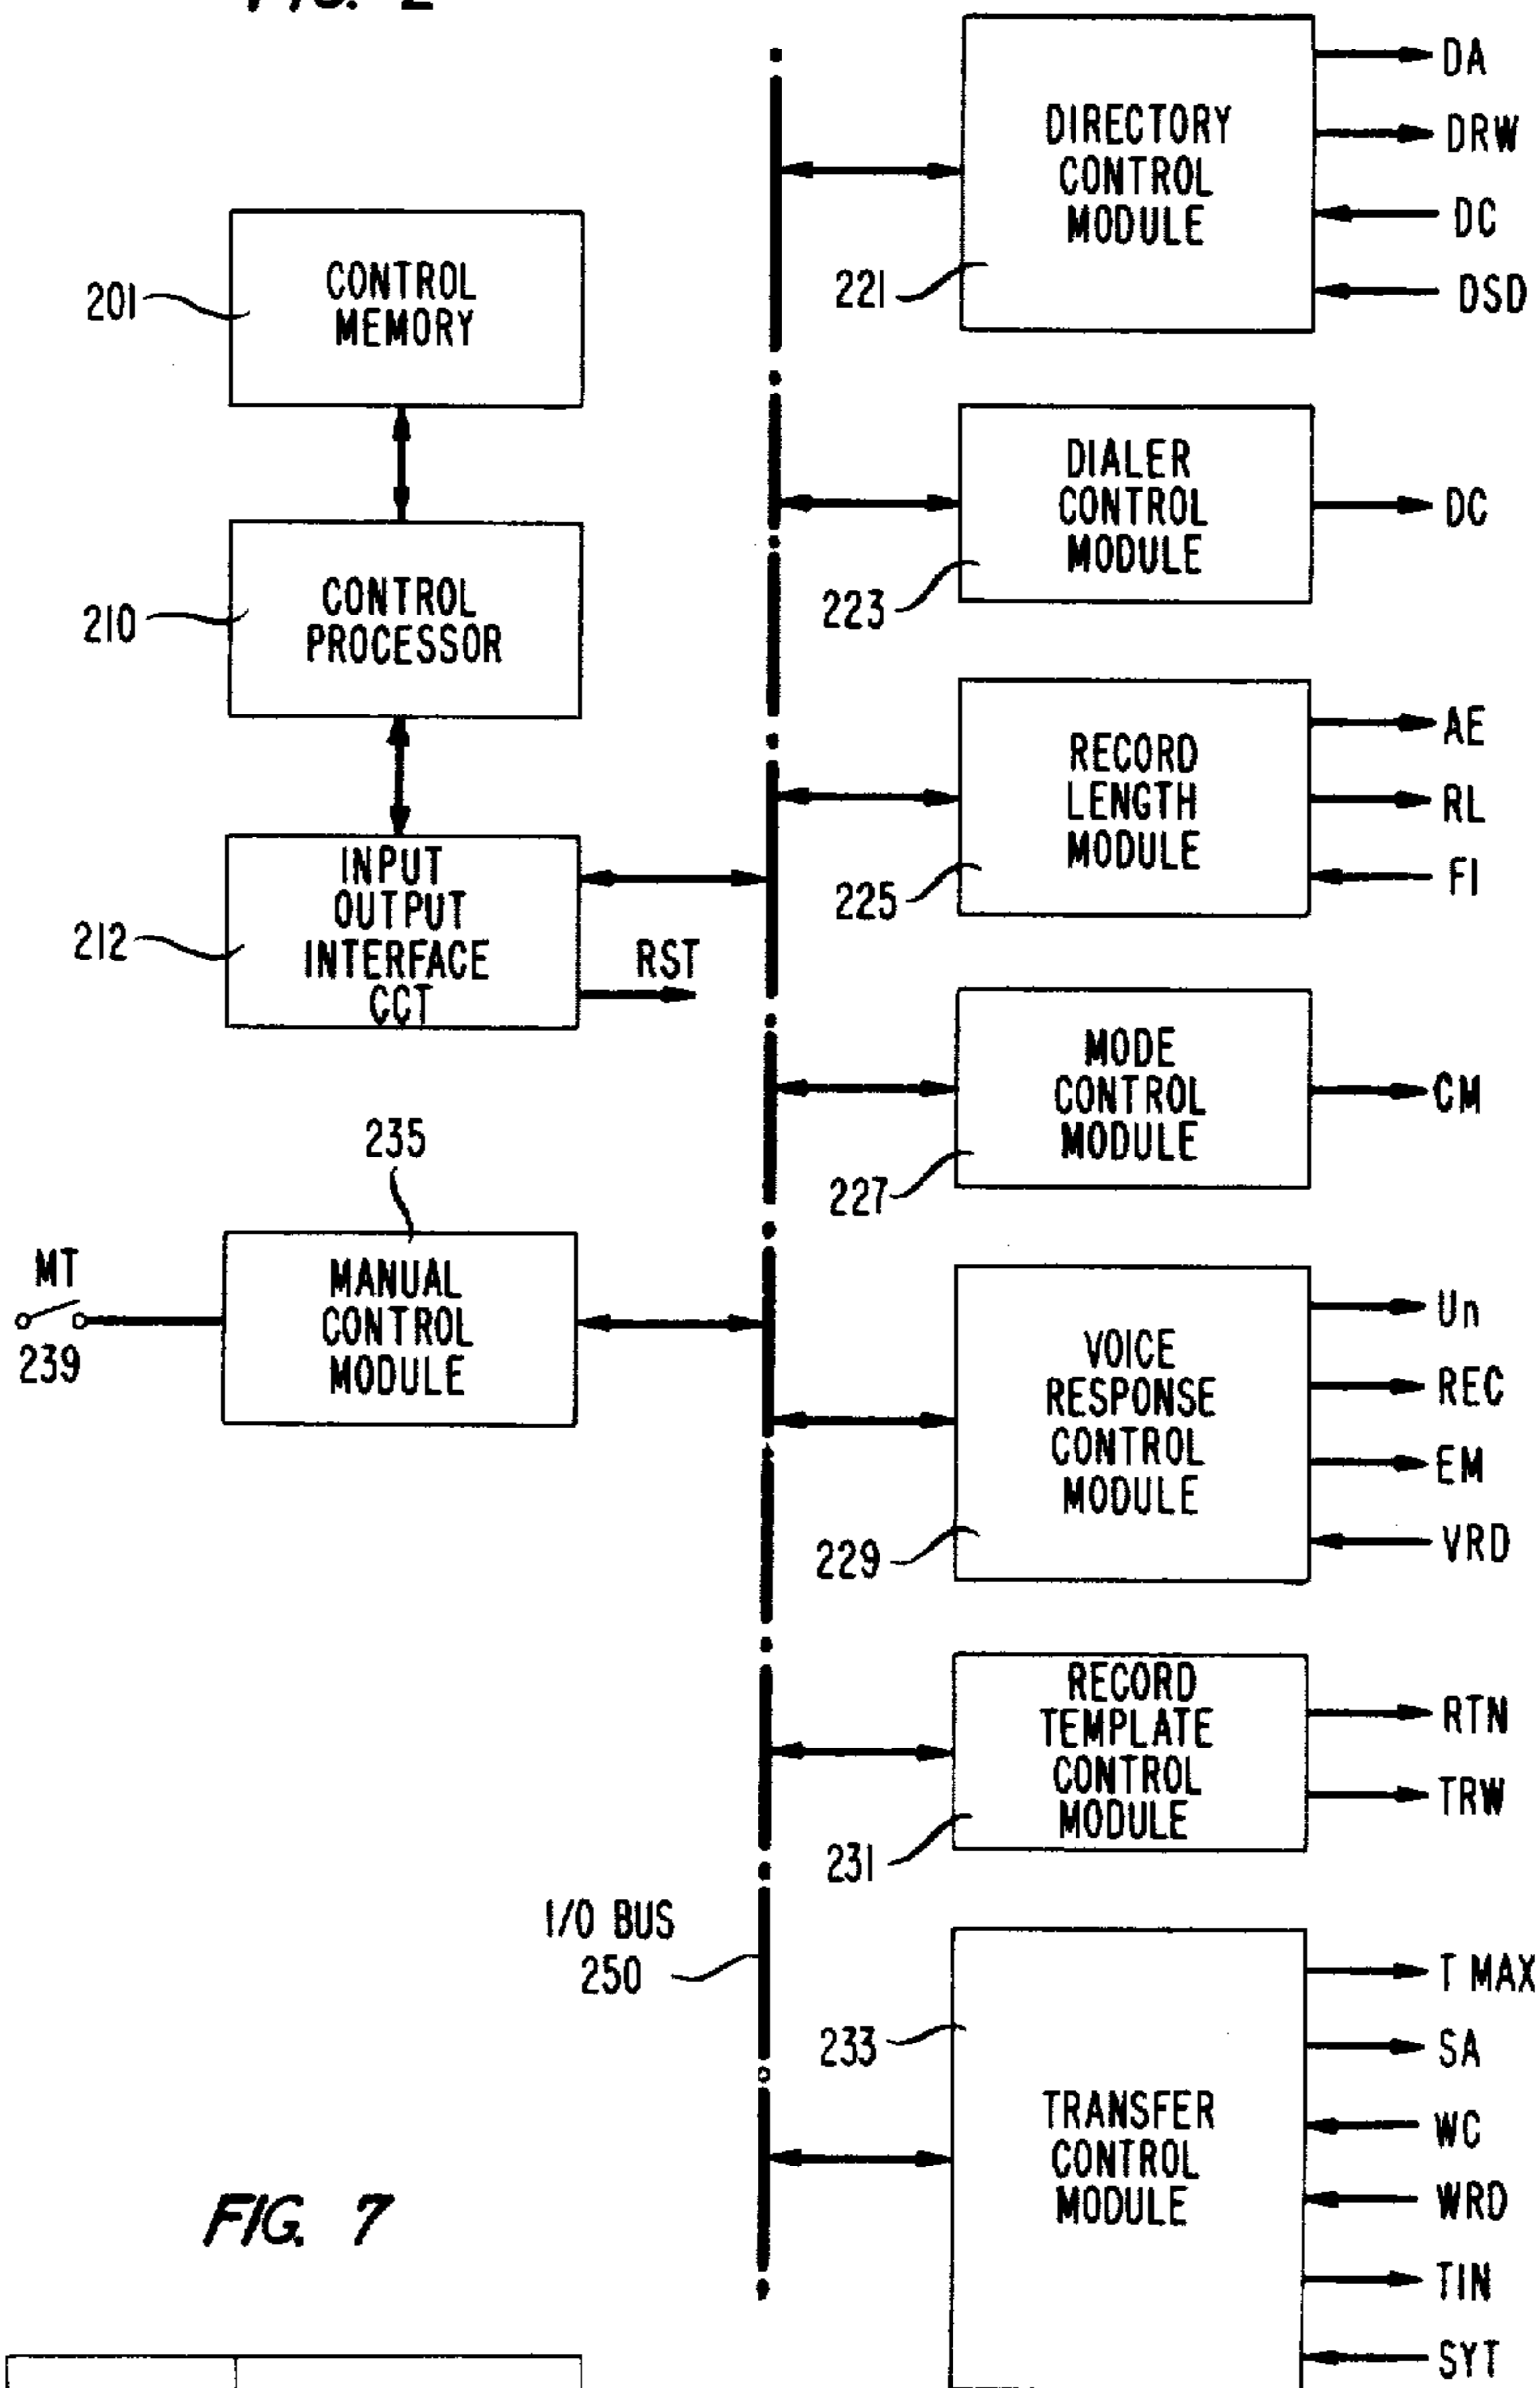 FIG. 2
CONTROL
MEMORY
201
CONTROL
PROCESSOR
210
INPUT
OUTPUT
INTERFACE
CCT
212
RST
235
MT
239
MANUAL
CONTROL
MODULE
I/O BUS
250
DIRECTORY
CONTROL
MODULE
221
DA
DRW
DC
DSD
DIALER
CONTROL
MODULE
223
DC
RECORD
LENGTH
MODULE
225
AE
RL
FI
MODE
CONTROL
MODULE
227
CM
VOICE
RESPONSE
CONTROL
MODULE
229
Un
REC
EM
VRD
RECORD
TEMPLATE
CONTROL
MODULE
231
RTN
TRW
233
TRANSFER
CONTROL
MODULE
T MAX
SA
WC
WRD
TIN
SYT
FIG. 7